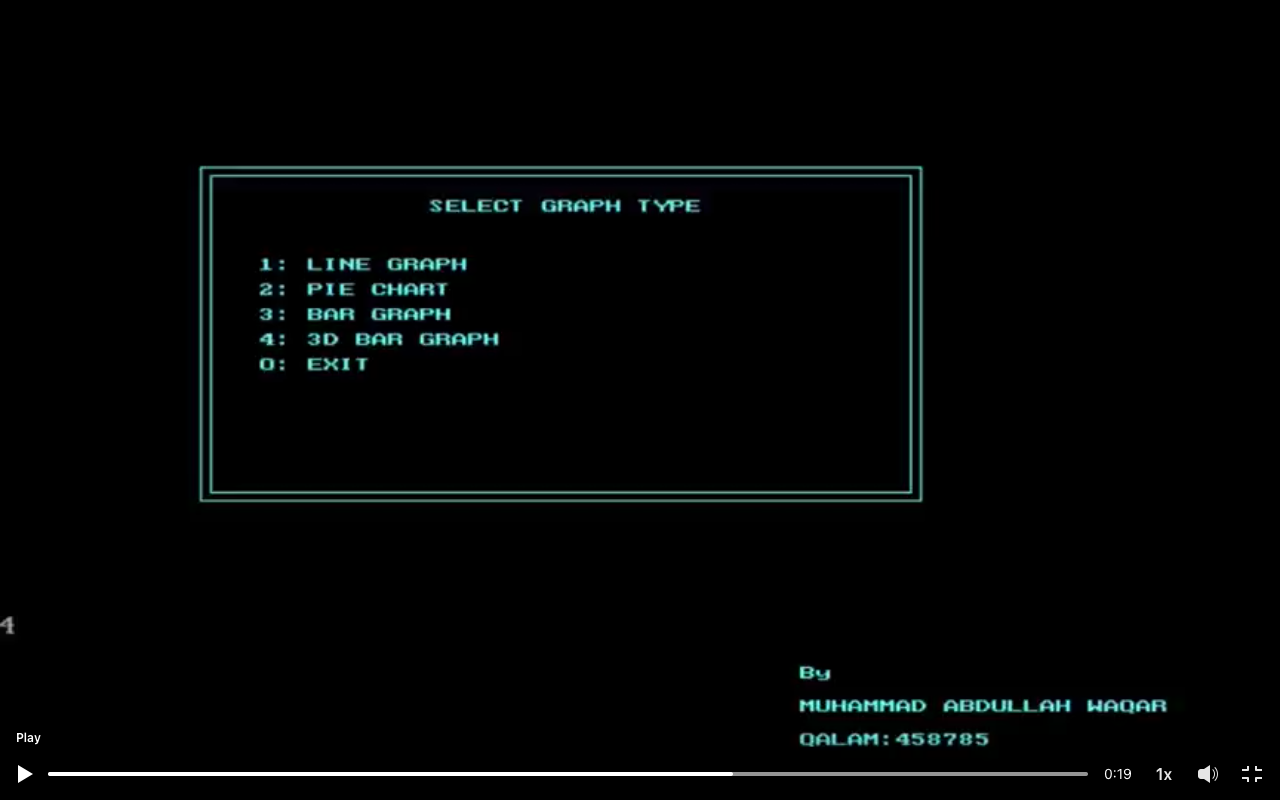 SELECT GRAPH TYPE
1: LINE GRAPH
2: PIE CHART
3: BAR GRAPH
4: 3D BAR GRAPH
0: EXIT
4
By
MUHAMMAD ABDULLAH WAQAR
QALAM:458785
Play
0:19 1x